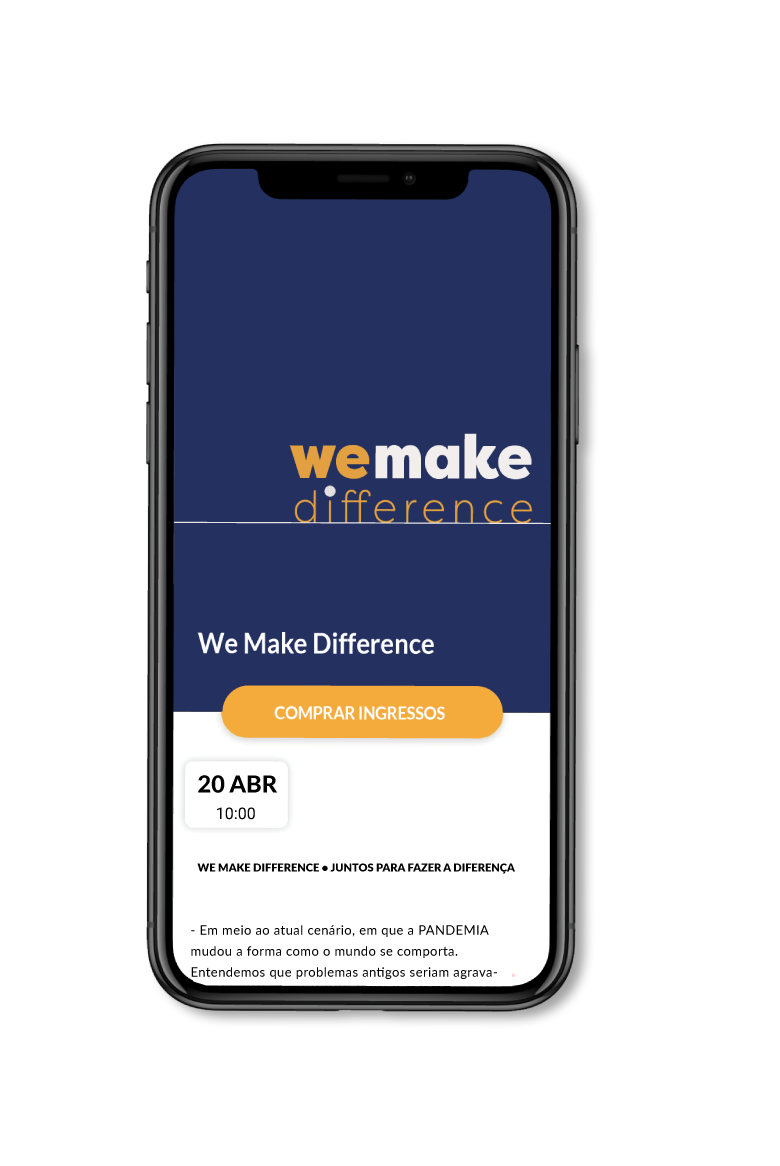 wemake
difference
We Make Difference
COMPRAR INGRESSOS
20 ABR
10:00
WE MAKE DIFFERENCE • JUNTOS PARA FAZER A DIFERENÇA
- Em meio ao atual cenário, em que a PANDEMIA
mudou a forma como o mundo se comporta.
Entendemos que problemas antigos seriam agrava-